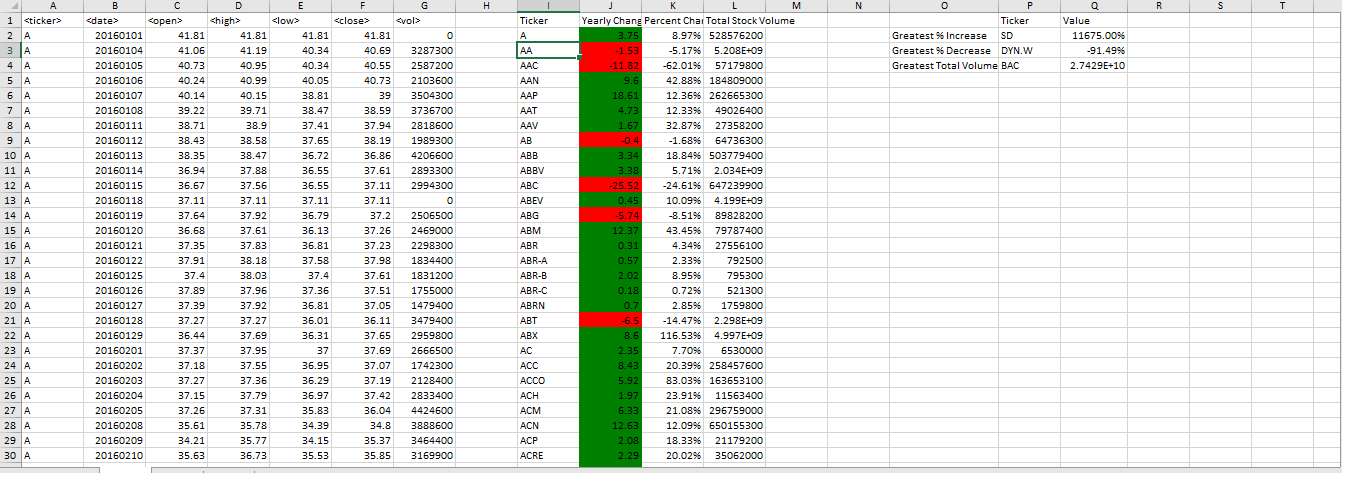 A B C D E F G H I J K L M N O P Q R S T
1 <ticker> <date> <open> <high> <low> <close> <vol> Ticker Yearly Chang Percent Chan Total Stock Volume Ticker Value
2 A 20160101 41.81 41.81 41.81 41.81 0 A 3.75 8.97% 528576200 Greatest % Increase SD 11675.00%
3 A 20160104 41.06 41.19 40.34 40.69 3287300 AA -1.53 -5.17% 5.208E+09 Greatest % Decrease DYN.W -91.49%
4 A 20160105 40.73 40.95 40.34 40.55 2587200 AAC -11.82 -62.01% 57179800 Greatest Total Volume BAC 2.7429E+10
5 A 20160106 40.24 40.99 40.05 40.73 2103600 AAN 9.6 42.88% 184809000
6 A 20160107 40.14 40.15 38.81 39 3504300 AAP 18.61 12.36% 262665300
7 A 20160108 39.22 39.71 38.47 38.59 3736700 AAT 4.73 12.33% 49026400
8 A 20160111 38.71 38.9 37.41 37.94 2818600 AAV 1.67 32.87% 27358200
9 A 20160112 38.43 38.58 37.65 38.19 1989300 AB -0.4 -1.68% 64736300
10 A 20160113 38.35 38.47 36.72 36.86 4206600 ABB 3.34 18.84% 503779400
11 A 20160114 36.94 37.88 36.55 37.61 2893300 ABBV 3.38 5.71% 2.034E+09
12 A 20160115 36.67 37.56 36.55 37.11 2994300 ABC -25.52 -24.61% 647239900
13 A 20160118 37.11 37.11 37.11 37.11 0 ABEV 0.45 10.09% 4.199E+09
14 A 20160119 37.64 37.92 36.79 37.2 2506500 ABG -5.74 -8.51% 89828200
15 A 20160120 36.68 37.61 36.13 37.26 2469000 ABM 12.37 43.45% 79787400
16 A 20160121 37.35 37.83 36.81 37.23 2298300 ABR 0.31 4.34% 27556100
17 A 20160122 37.91 38.18 37.58 37.98 1834400 ABR-A 0.57 2.33% 792500
18 A 20160125 37.4 38.03 37.4 37.61 1831200 ABR-B 2.02 8.95% 795300
19 A 20160126 37.89 37.96 37.36 37.51 1755000 ABR-C 0.18 0.72% 521300
20 A 20160127 37.39 37.92 36.81 37.05 1479400 ABRN 0.7 2.85% 1759800
21 A 20160128 37.27 37.27 36.01 36.11 3479400 ABT -6.5 -14.47% 2.298E+09
22 A 20160129 36.44 37.69 36.31 37.65 2959800 ABX 8.6 116.53% 4.997E+09
23 A 20160201 37.37 37.95 37 37.69 2666500 AC 2.35 7.70% 6530000
24 A 20160202 37.18 37.55 36.95 37.07 1742300 ACC 8.43 20.39% 258457600
25 A 20160203 37.27 37.36 36.29 37.19 2128400 ACCO 5.92 83.03% 163653100
26 A 20160204 37.15 37.79 36.97 37.42 2833400 ACH 1.97 23.91% 11563400
27 A 20160205 37.26 37.31 35.83 36.04 4424600 ACM 6.33 21.08% 296759000
28 A 20160208 35.61 35.78 34.39 34.8 3888600 ACN 12.63 12.09% 650155300
29 A 20160209 34.21 35.77 34.15 35.37 3464400 ACP 2.08 18.33% 21179200
30 A 20160210 35.63 36.73 35.53 35.85 3169900 ACRE 2.29 20.02% 35062000